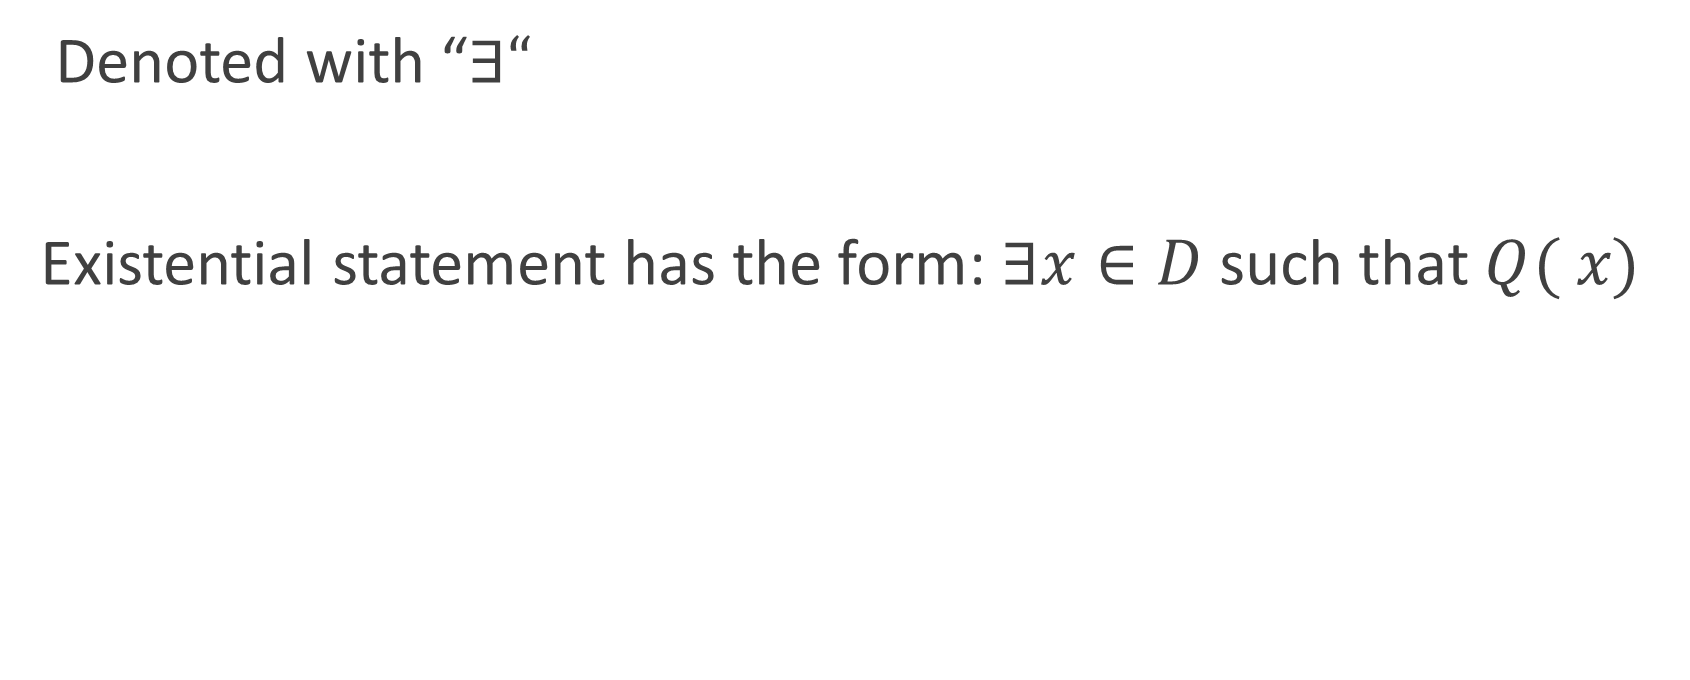 Denoted with “∃“
Existential statement has the form: ∃x ∈ D such that Q( x)